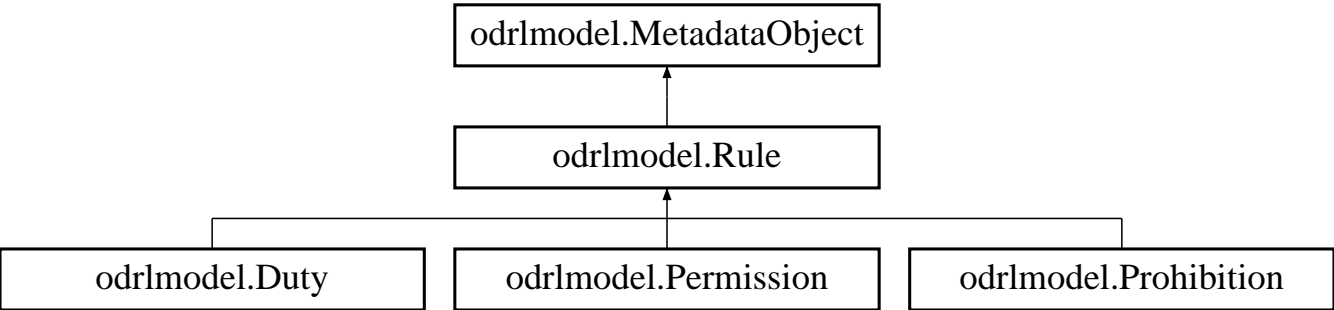 odrlmodel.MetadataObject
odrlmodel.Rule
odrlmodel.Duty
odrlmodel.Permission
odrlmodel.Prohibition